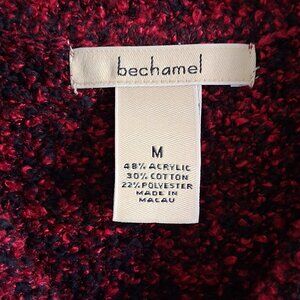 bechamel
M
48% ACRYLIC
30% COTTON
22% POLYESTER
MADE IN
MACAU